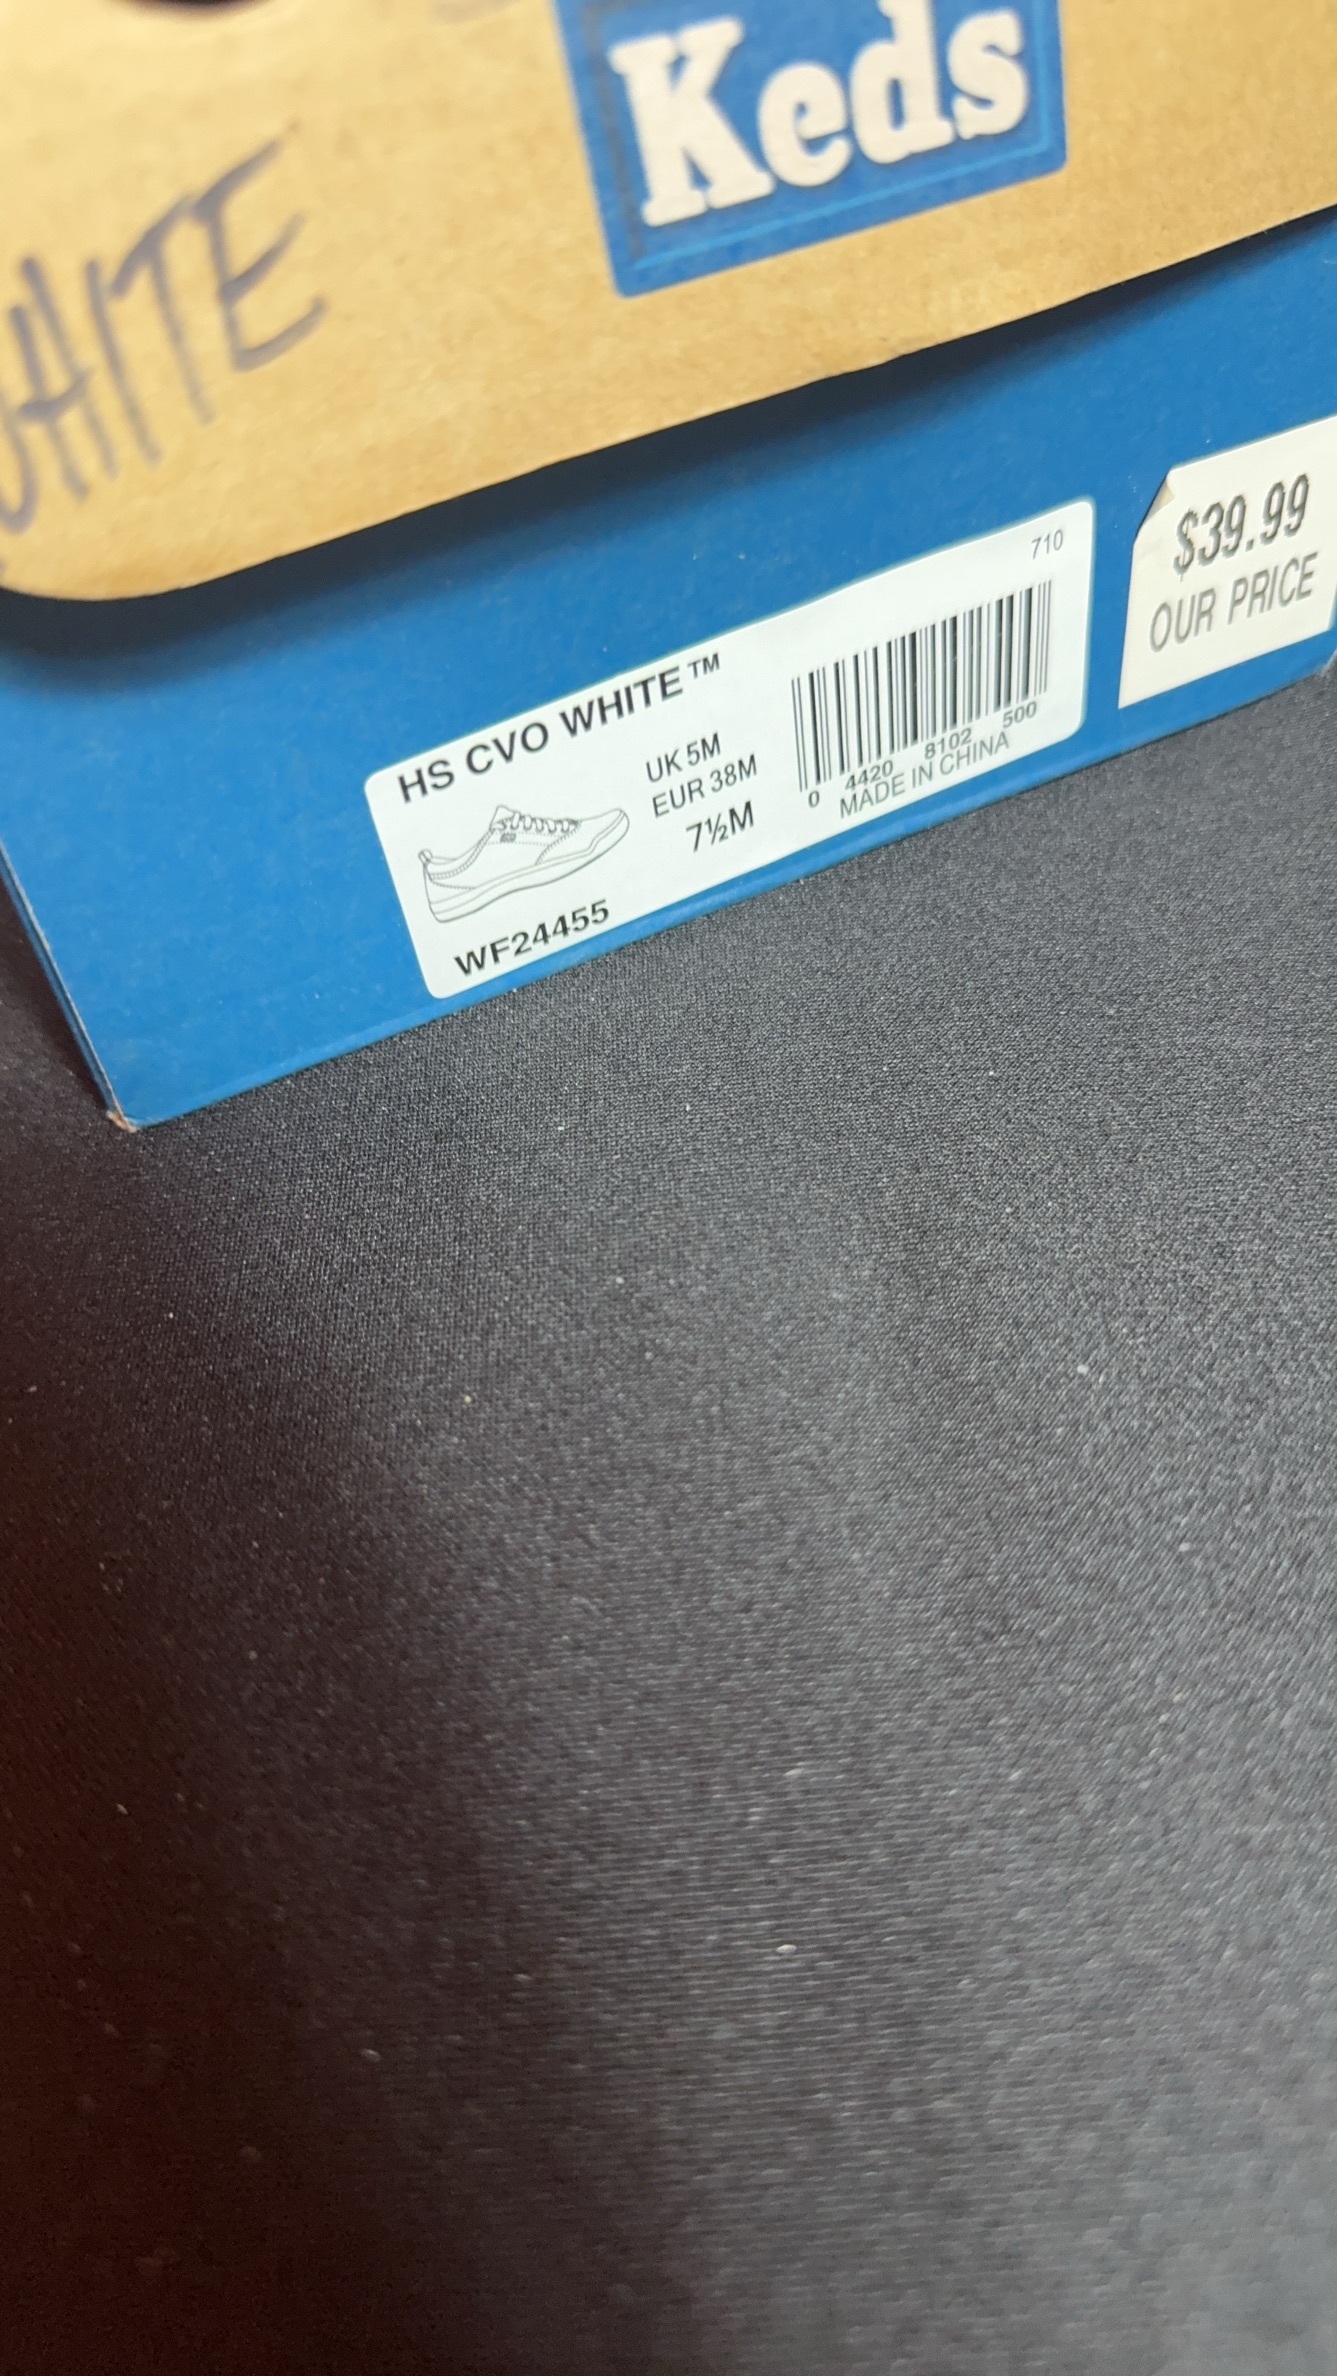 Keds
WHITE
$39.99
OUR PRICE
710
HS CVO WHITE™
UK 5M
EUR 38M
7½M
0 4420 8102 500
MADE IN CHINA
WF24455